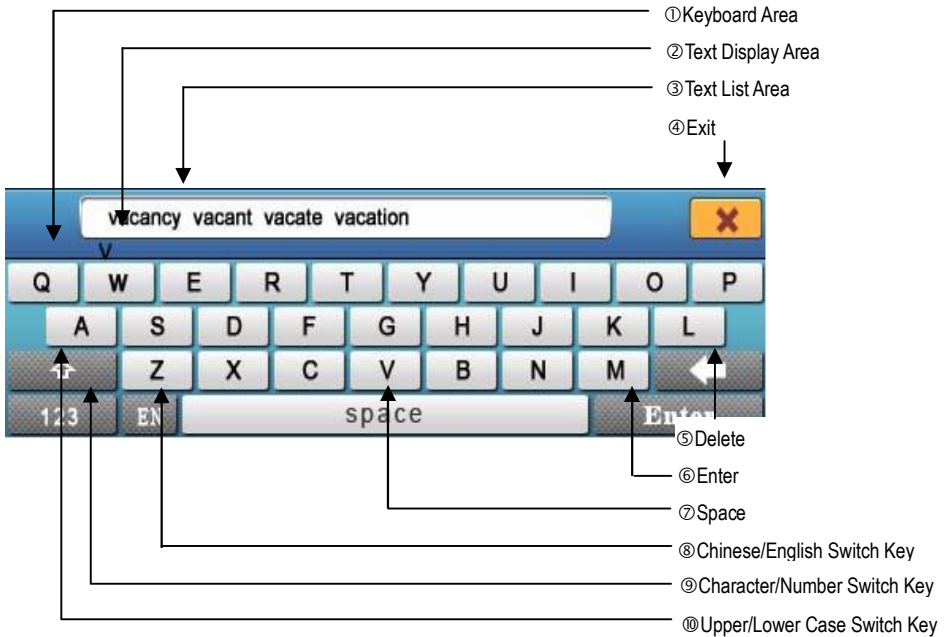 ①Keyboard Area
②Text Display Area
③Text List Area
④Exit
vacancy vacant vacate vacation
V
Q W E R T Y U I O P
A S D F G H J K L
Z X C V B N M
123 EN space Enter
⑤Delete
⑥Enter
⑦Space
⑧Chinese/English Switch Key
⑨Character/Number Switch Key
⑩Upper/Lower Case Switch Key